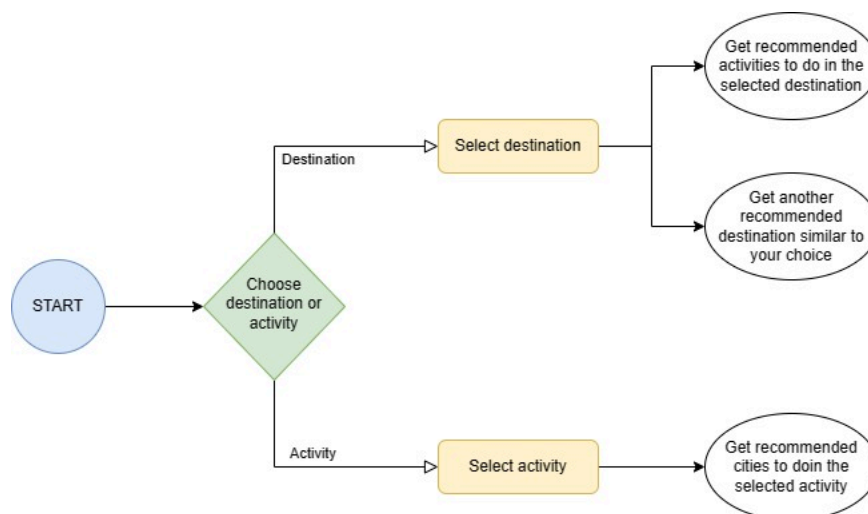 START
Choose
destination or
activity
Destination
Select destination
Get recommended
activities to do in the
selected destination
Get another
recommended
destination similar to
your choice
Activity
Select activity
Get recommended
cities to doin the
selected activity